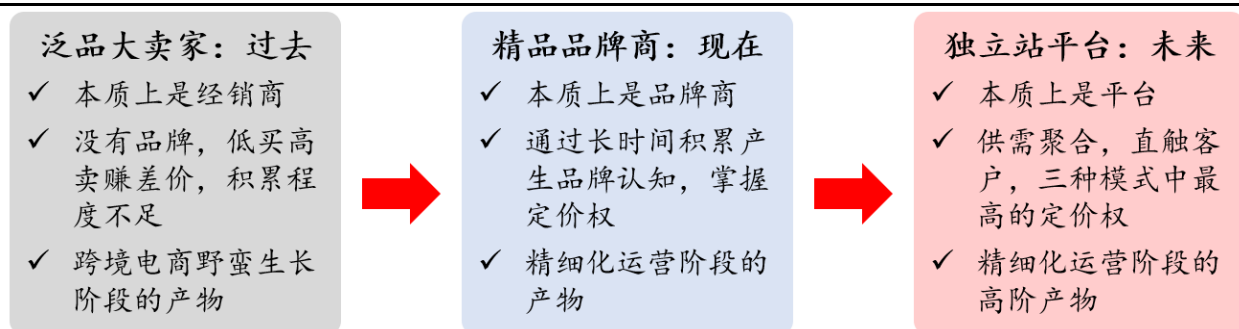 泛品大卖家：过去
✓ 本质上是经销商
✓ 没有品牌，低买高
卖赚差价，积累程
度不足
✓ 跨境电商野蛮生长
阶段的产物
精品品牌商：现在
✓ 本质上是品牌商
✓ 通过长时间积累产
生品牌认知，掌握
定价权
✓ 精细化运营阶段的
产物
独立站平台：未来
✓ 本质上是平台
✓ 供需聚合，直触客
户，三种模式中最
高的定价权
✓ 精细化运营阶段的
高阶产物